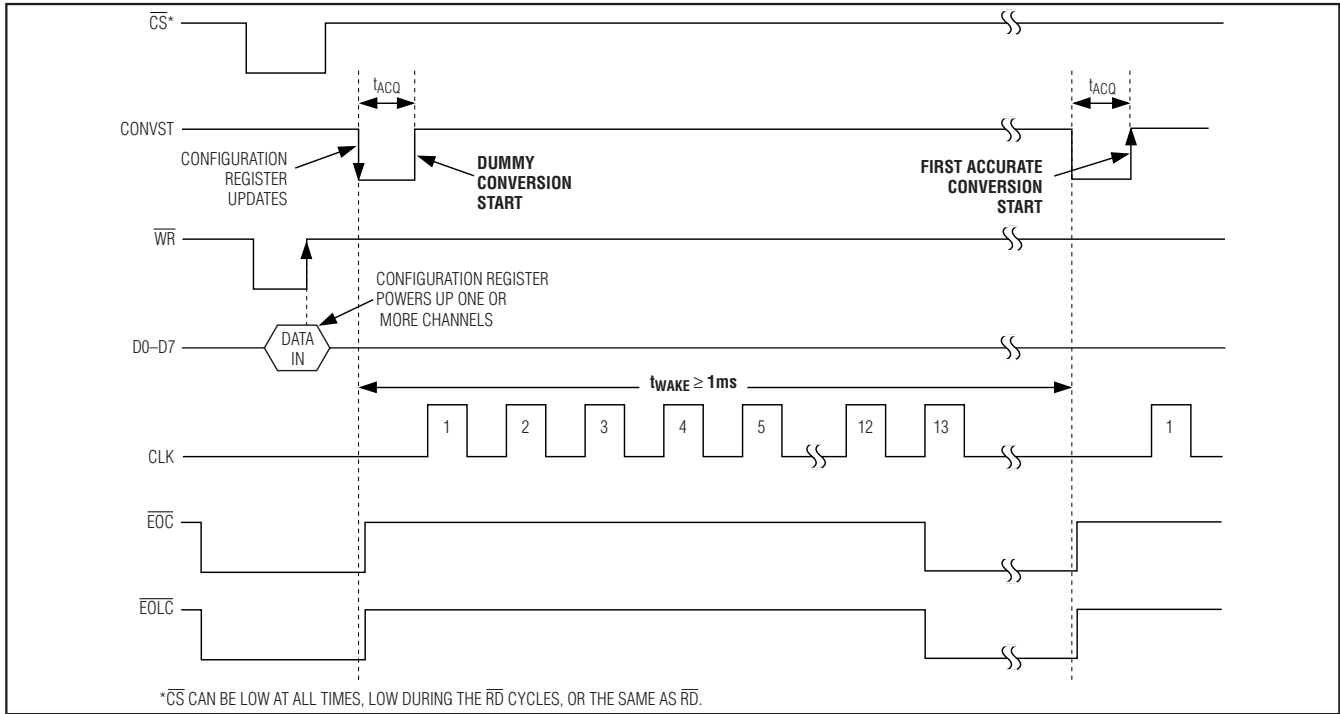 CS*
tACQ
tACQ
CONVST
CONFIGURATION
REGISTER
UPDATES
DUMMY
CONVERSION
START
FIRST ACCURATE
CONVERSION
START
WR
CONFIGURATION REGISTER
POWERS UP ONE OR
MORE CHANNELS
D0–D7
DATA
IN
tWAKE ≥ 1ms
1 2 3 4 5 12 13 1
CLK
EOC
EOLC
*CS CAN BE LOW AT ALL TIMES, LOW DURING THE RD CYCLES, OR THE SAME AS RD.